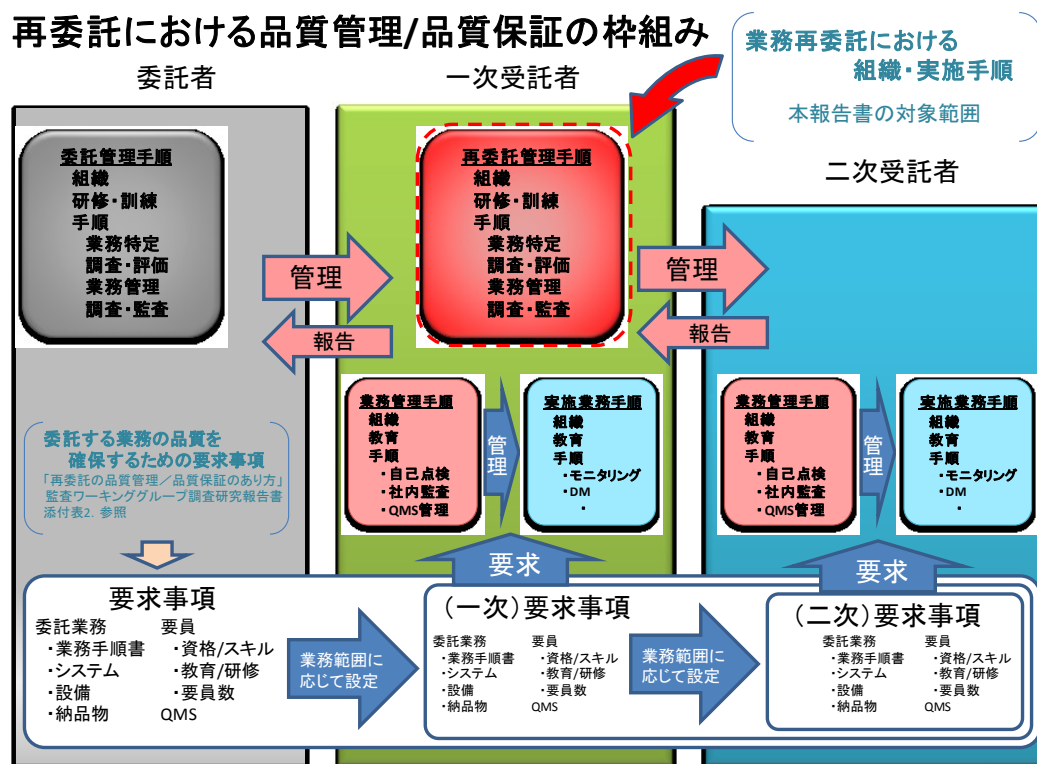 再委託における品質管理/品質保証の枠組み
業務再委託における
組織・実施手順
本報告書の対象範囲
委託者
一次受託者
二次受託者
委託管理手順
組織
研修・訓練
手順
業務特定
調査・評価
業務管理
調査・監査
管理
報告
再委託管理手順
組織
研修・訓練
手順
業務特定
調査・評価
業務管理
調査・監査
管理
報告
委託する業務の品質を
確保するための要求事項
「再委託の品質管理／品質保証のあり方」
監査ワーキンググループ調査研究報告書
添付表2．参照
業務管理手順
組織
教育
手順
・自己点検
・社内監査
・QMS管理
管理
実施業務手順
組織
教育
手順
・モニタリング
・DM
・
業務管理手順
組織
教育
手順
・自己点検
・社内監査
・QMS管理
管理
実施業務手順
組織
教育
手順
・モニタリング
・DM
・
要求
要求
要求事項
委託業務 要員
・業務手順書 ・資格/スキル
・システム ・教育/研修
・設備 ・要員数
・納品物 QMS
業務範囲に
応じて設定
（一次）要求事項
委託業務 要員
・業務手順書 ・資格/スキル
・システム ・教育/研修
・設備 ・要員数
・納品物 QMS
業務範囲に
応じて設定
（二次）要求事項
委託業務 要員
・業務手順書 ・資格/スキル
・システム ・教育/研修
・設備 ・要員数
・納品物 QMS